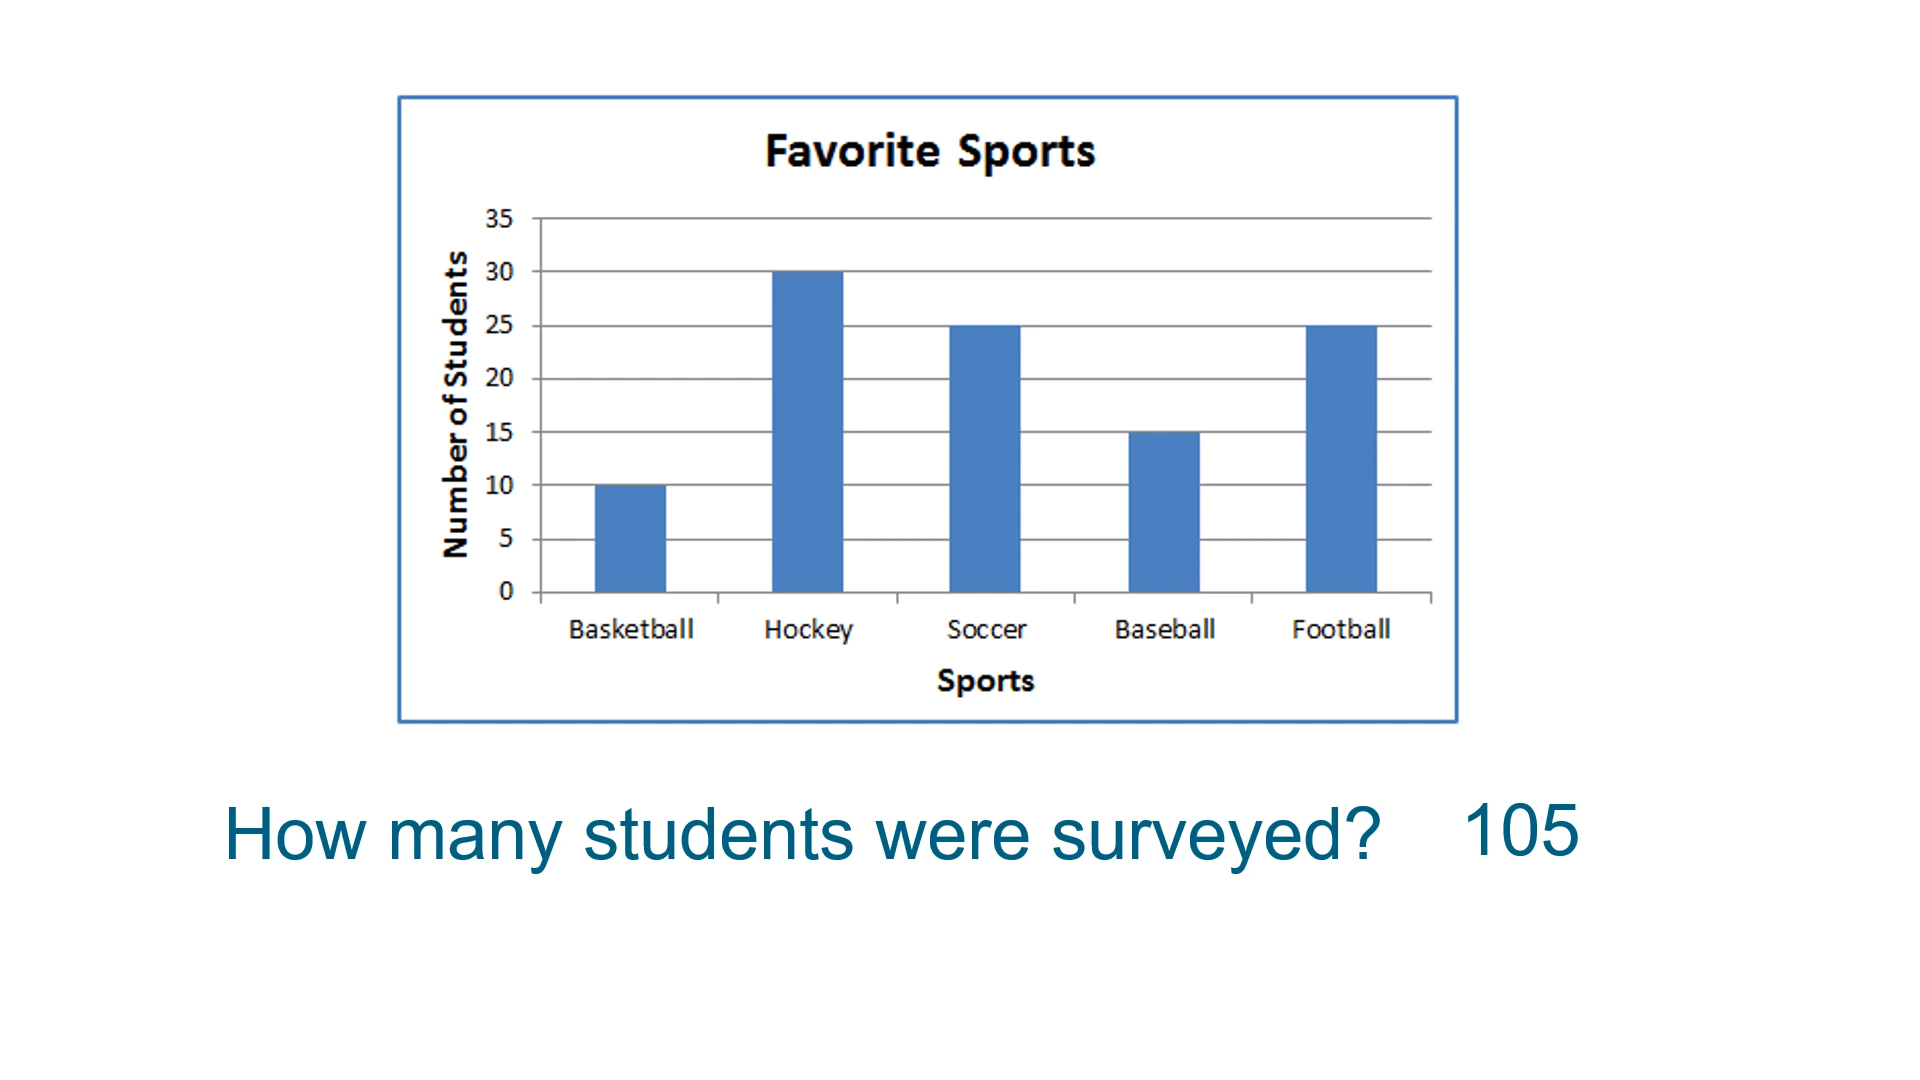 Favorite Sports
35
30
25
20
15
10
5
0
Number of Students
Basketball Hockey Soccer Baseball Football
Sports
How many students were surveyed? 105